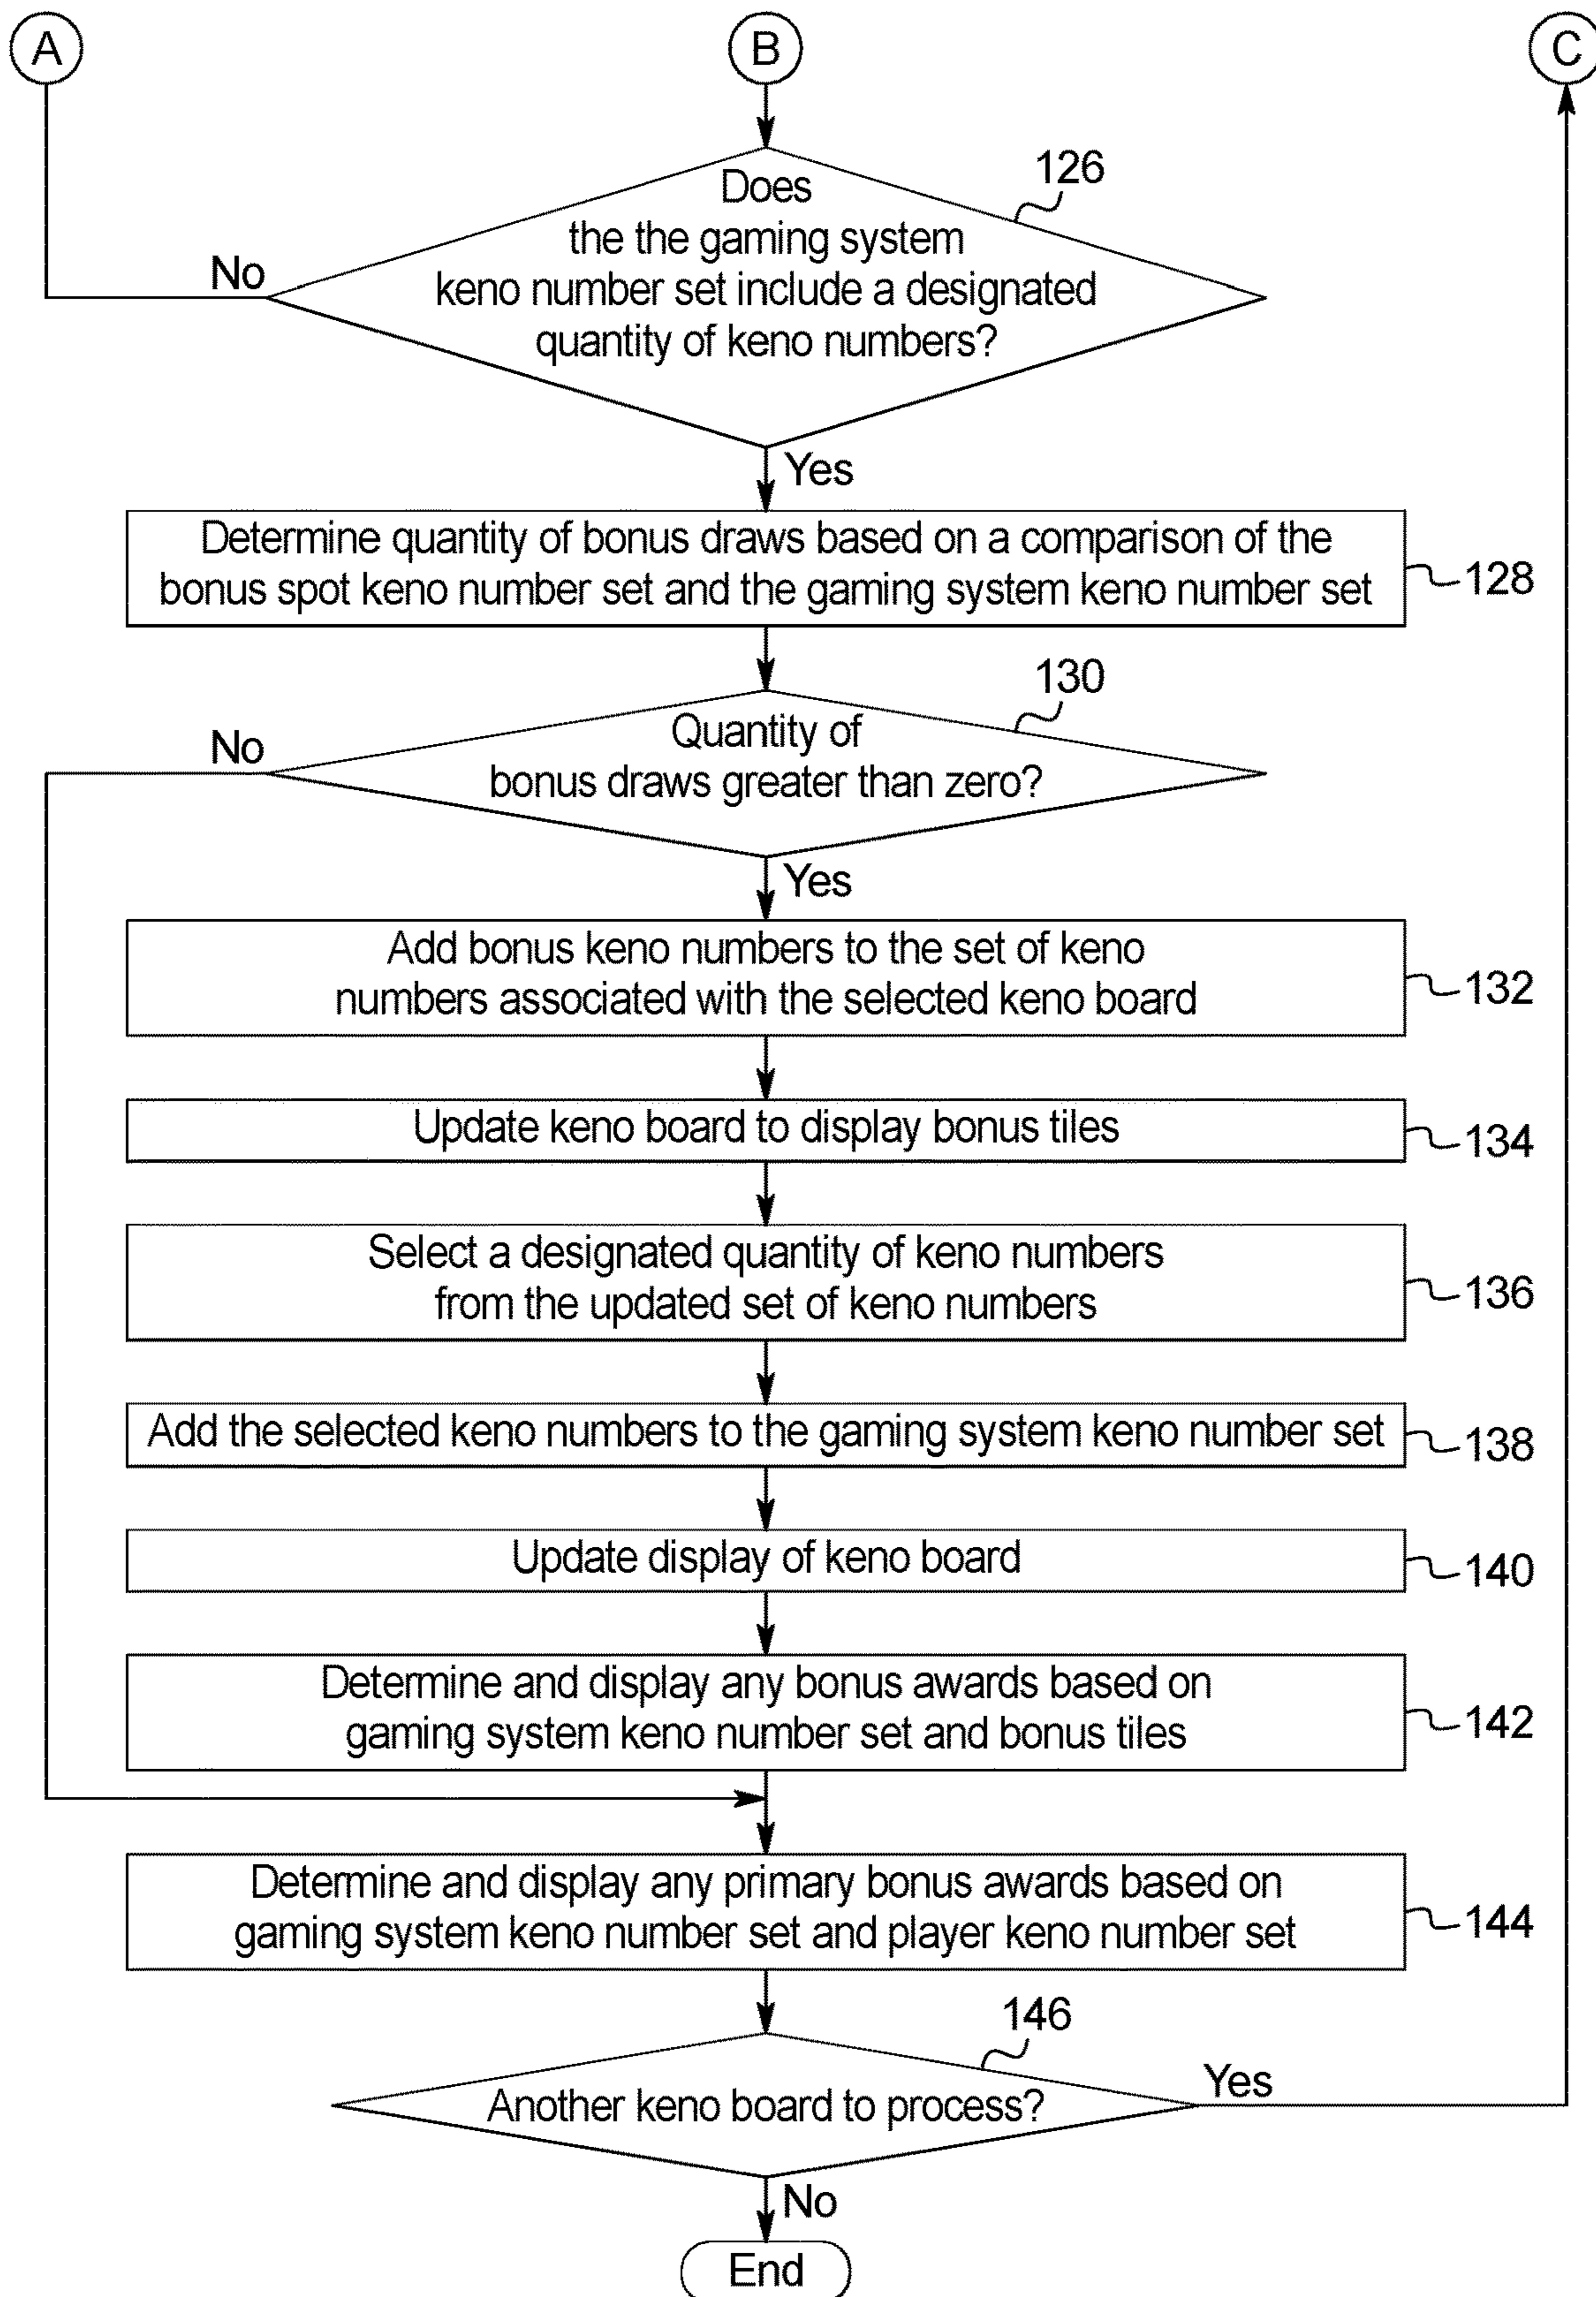 A
B
C
126
Does
the the gaming system
keno number set include a designated
quantity of keno numbers?
No
Yes
Determine quantity of bonus draws based on a comparison of the
bonus spot keno number set and the gaming system keno number set
128
130
Quantity of
bonus draws greater than zero?
No
Yes
Add bonus keno numbers to the set of keno
numbers associated with the selected keno board
132
Update keno board to display bonus tiles
134
Select a designated quantity of keno numbers
from the updated set of keno numbers
136
Add the selected keno numbers to the gaming system keno number set
138
Update display of keno board
140
Determine and display any bonus awards based on
gaming system keno number set and bonus tiles
142
Determine and display any primary bonus awards based on
gaming system keno number set and player keno number set
144
146
Another keno board to process?
Yes
No
End